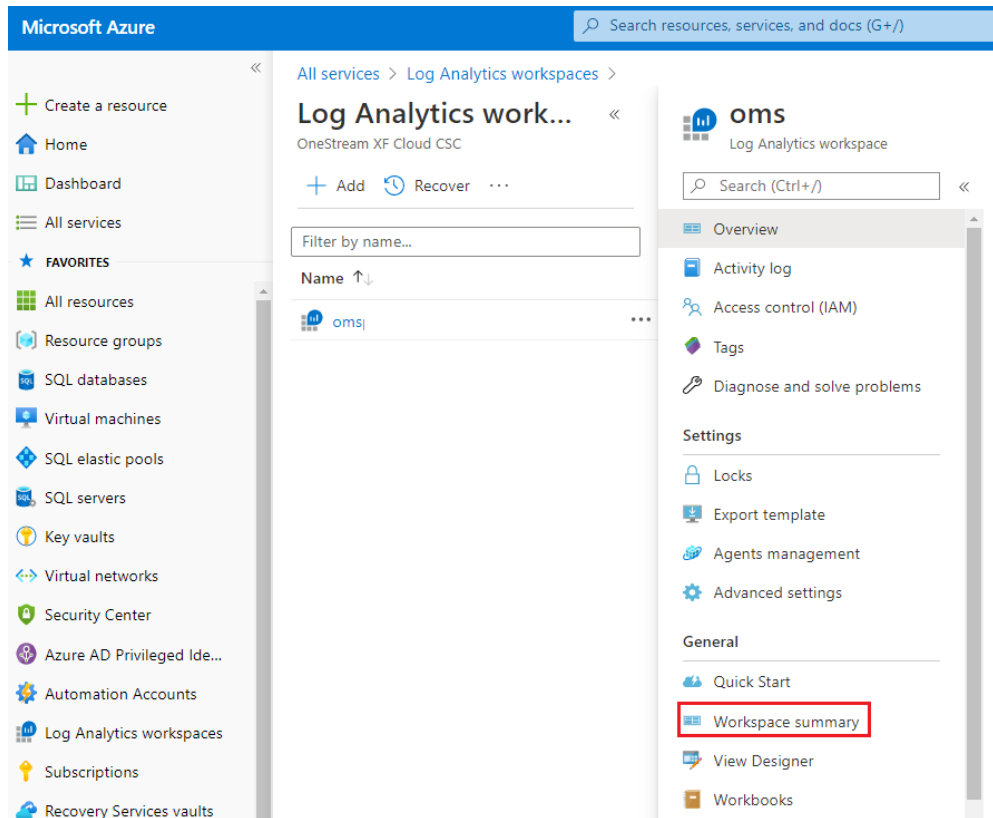 Microsoft Azure
Search resources, services, and docs (G+/)
Create a resource
Home
Dashboard
All services
FAVORITES
All resources
Resource groups
SQL databases
Virtual machines
SQL elastic pools
SQL servers
Key vaults
Virtual networks
Security Center
Azure AD Privileged Ide...
Automation Accounts
Log Analytics workspaces
Subscriptions
Recovery Services vaults
All services > Log Analytics workspaces >
Log Analytics work...
OneStream XF Cloud CSC
Add Recover ...
Filter by name...
Name
oms
oms
Log Analytics workspace
Search (Ctrl+/)
Overview
Activity log
Access control (IAM)
Tags
Diagnose and solve problems
Settings
Locks
Export template
Agents management
Advanced settings
General
Quick Start
Workspace summary
View Designer
Workbooks